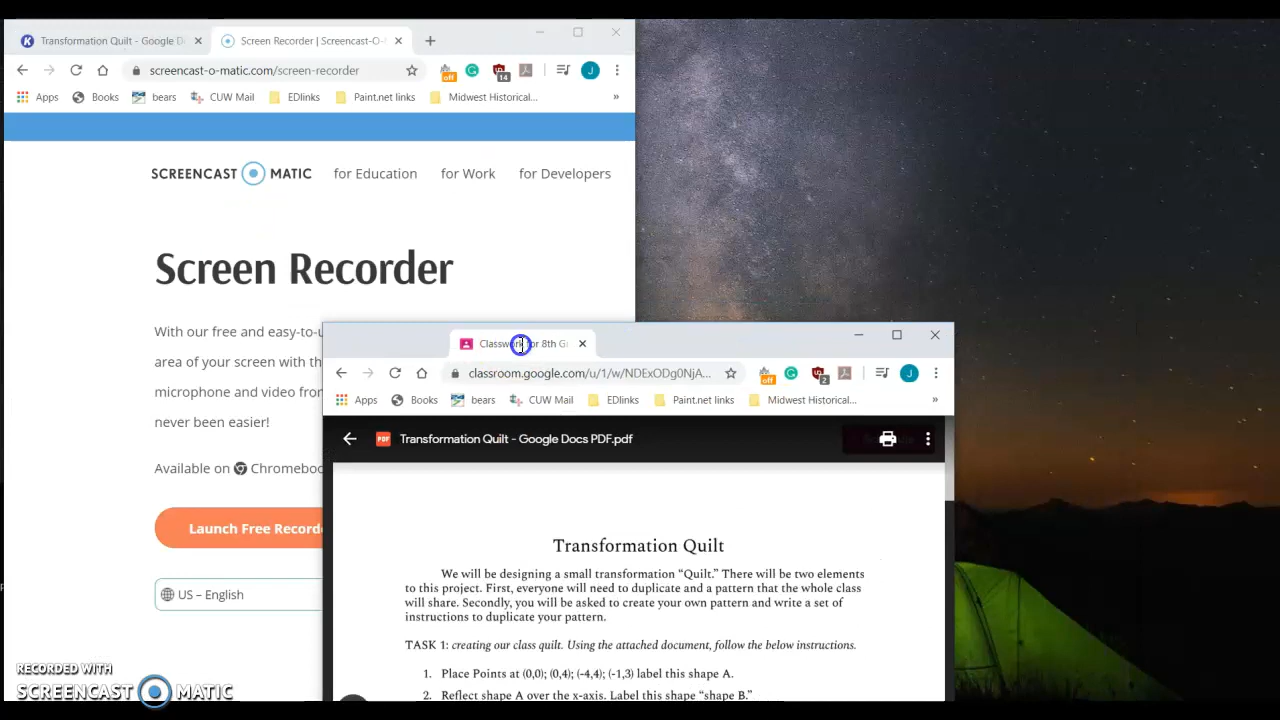 Transformation Quilt - Google D
Screen Recorder | Screencast-O-
screencast-o-matic.com/screen-recorder
off
14
J
Apps
Books
bears
CUW Mail
EDlinks
Paint.net links
Midwest Historical...
»
SCREENCAST MATIC
for Education
for Work
for Developers
Screen Recorder
With our free and easy-to-u
area of your screen with th
microphone and video from
never been easier!
Available on Chromeboo
Launch Free Recorde
US – English
Classwork for 8th G
classroom.google.com/u/1/w/NDExODg0NjA...
off
2
J
Apps
Books
bears
CUW Mail
EDlinks
Paint.net links
Midwest Historical...
»
PDF
Transformation Quilt - Google Docs PDF.pdf
Transformation Quilt
We will be designing a small transformation “Quilt.” There will be two elements
to this project. First, everyone will need to duplicate and a pattern that the whole class
will share. Secondly, you will be asked to create your own pattern and write a set of
instructions to duplicate your pattern.
TASK 1: creating our class quilt. Using the attached document, follow the below instructions.
1. Place Points at (0,0); (0,4); (-4,4); (-1,3) label this shape A.
2. Reflect shape A over the x-axis. Label this shape “shape B.”
RECORDED WITH
SCREENCAST MATIC